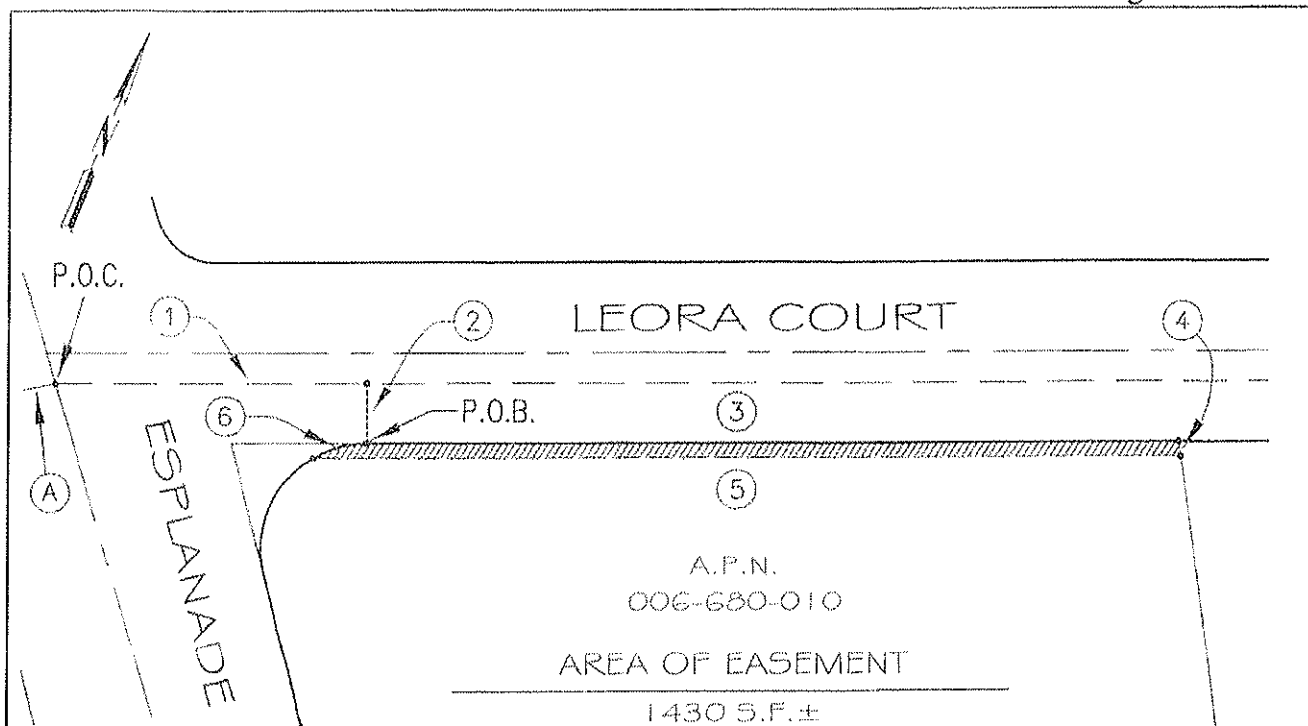 N
P.O.C.
1
2
LEORA COURT
4
6
P.O.B.
3
A
ESPLANADE
5
A.P.N.
006-680-010
AREA OF EASEMENT
1430 S.F.±